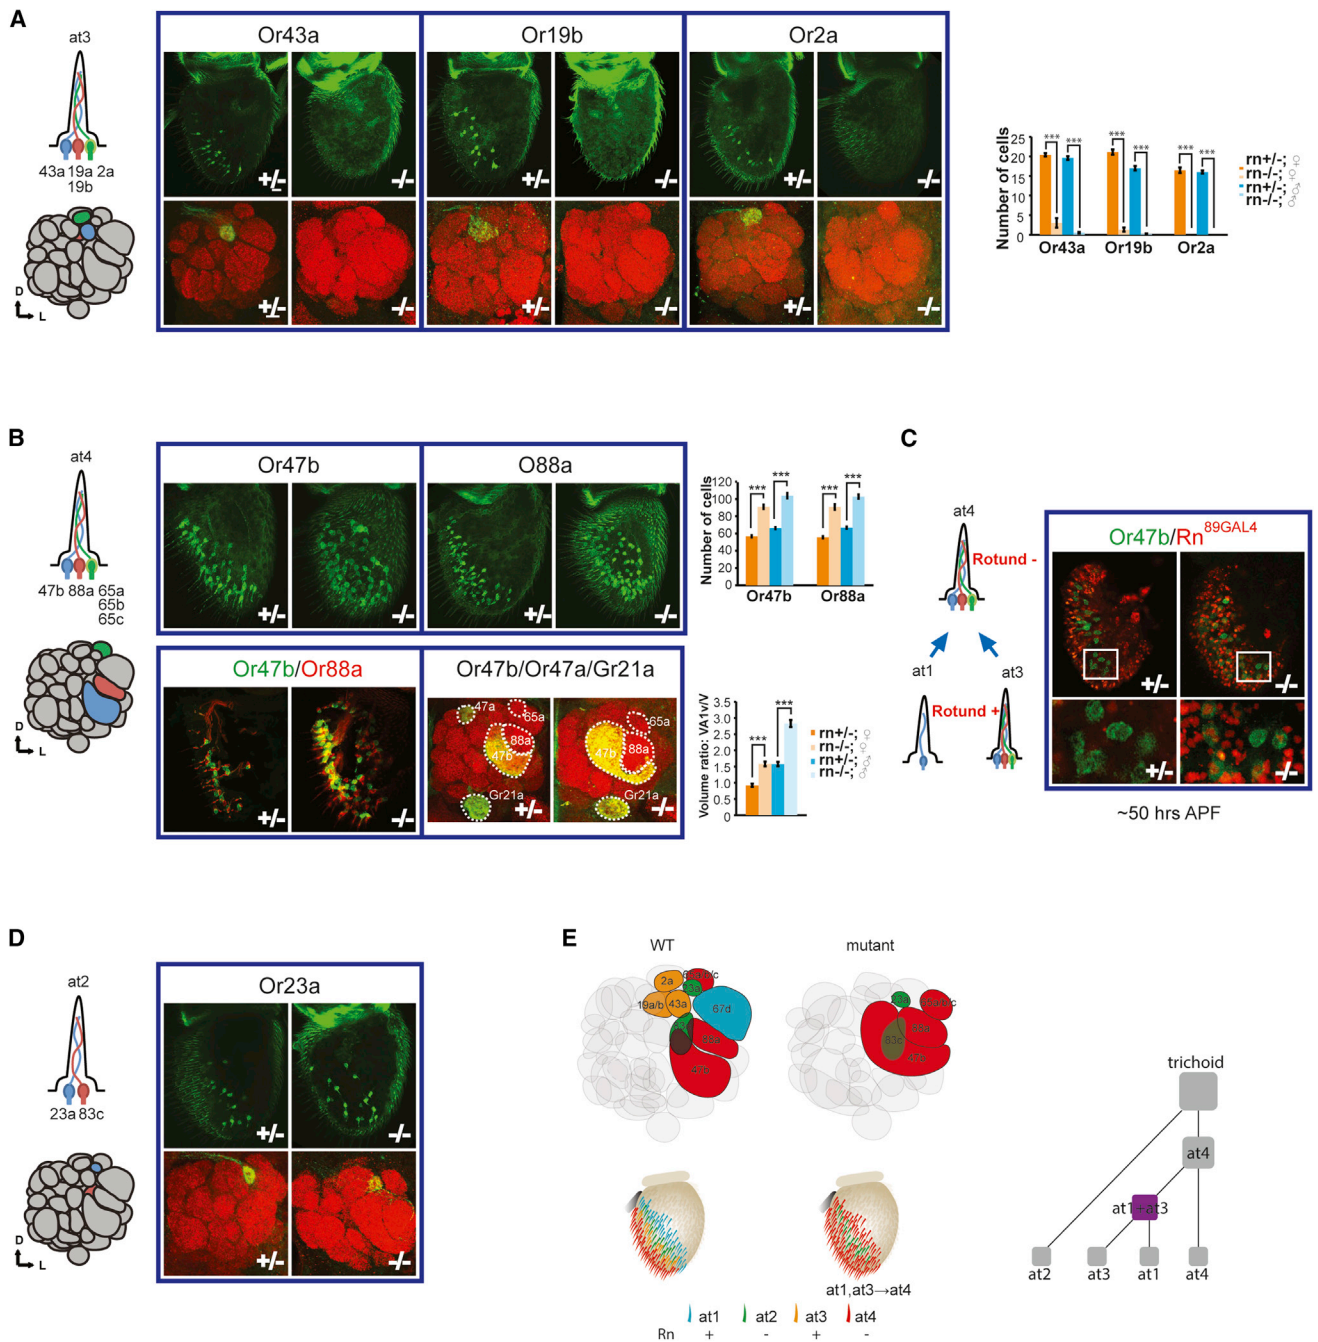 A
at3
43a 19a 2a
19b
D
L
Or43a
Or19b
Or2a
+/-
-/-
+/-
-/-
+/-
-/-
+/-
-/-
+/-
-/-
+/-
-/-
Number of cells
25
20
15
10
5
0
*** ***
*** ***
*** ***
Or43a Or19b Or2a
rn+/-; ♀
rn-/-; ♀
rn+/-; ♂
rn-/-; ♂
B
at4
47b 88a 65a
65b
65c
D
L
Or47b
O88a
+/-
-/-
+/-
-/-
Number of cells
120
100
80
60
40
20
0
*** ***
*** ***
Or47b Or88a
Or47b/Or88a
+/-
-/-
Or47b/Or47a/Gr21a
47a
65a
88a
47b
Gr21a
+/-
65a
47b
88a
Gr21a
-/-
Volume ratio: VA1v/V
3.5
3.0
2.5
2.0
1.5
1.0
0.5
0
***
***
rn+/-; ♀
rn-/-; ♀
rn+/-; ♂
rn-/-; ♂
C
at4
Rotund -
at1
at3
Rotund +
Or47b/Rn89GAL4
+/-
-/-
+/-
-/-
~50 hrs APF
D
at2
23a 83c
D
L
Or23a
+/-
-/-
+/-
-/-
E
WT
mutant
2a
23a
19a/b
43a
67d
47b
23a
83c
trichoid
at4
at1+at3
at2
at3
at1
at4
at1,at3→at4
at1 at2 at3 at4
Rn + - + -